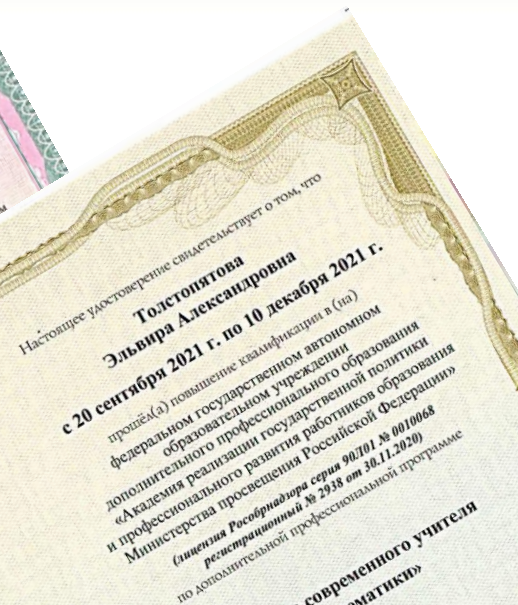 Настоящее удостоверение свидетельствует о том, что
Толстопятова
Эльвира Александровна
с 20 сентября 2021 г. по 10 декабря 2021 г.
прошёл(а) повышение квалификации в (на)
федеральном государственном автономном
образовательном учреждении
дополнительного профессионального образования
«Академия реализации государственной политики
и профессионального развития работников образования
Министерства просвещения Российской Федерации»
(лицензия Рособрнадзора серия 90Л01 № 0010068
регистрационный № 2938 от 30.11.2020)
по дополнительной профессиональной программе
современного учителя